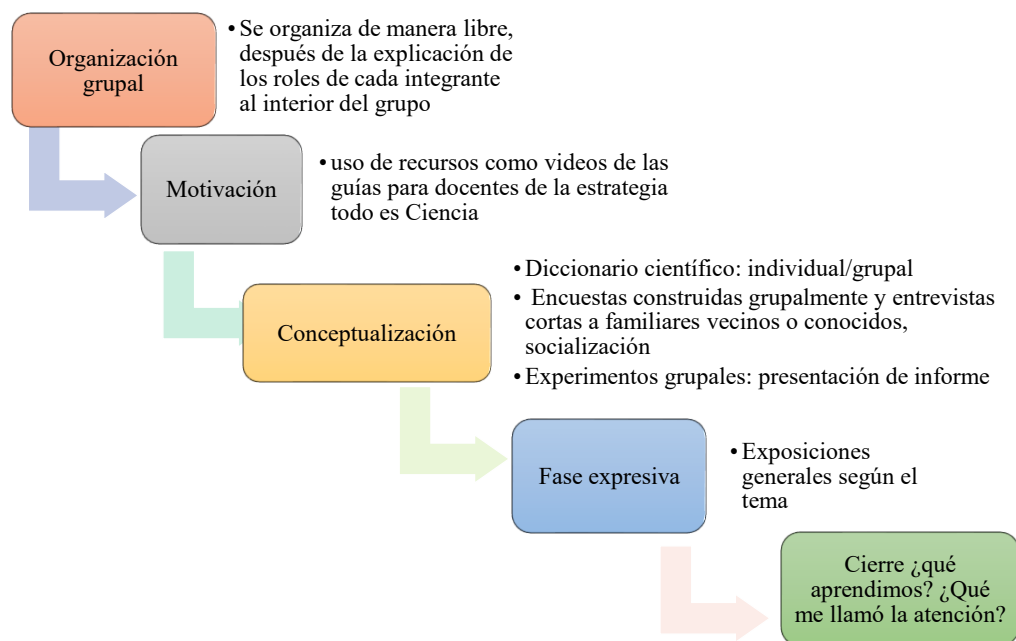 Organización
grupal
• Se organiza de manera libre,
después de la explicación de
los roles de cada integrante
al interior del grupo
Motivación
• uso de recursos como videos de las
guías para docentes de la estrategia
todo es Ciencia
Conceptualización
• Diccionario científico: individual/grupal
• Encuestas construidas grupalmente y entrevistas
cortas a familiares vecinos o conocidos,
socialización
• Experimentos grupales: presentación de informe
Fase expresiva
• Exposiciones
generales según el
tema
Cierre ¿qué
aprendimos? ¿Qué
me llamó la atención?